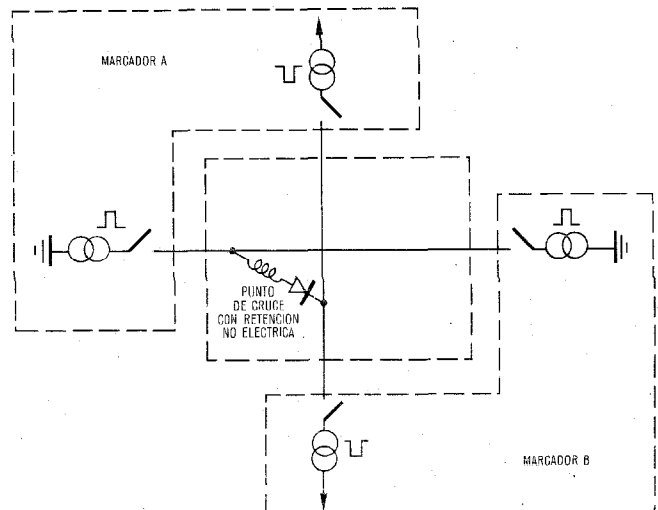 MARCADOR A
PUNTO
DE CRUCE
CON RETENCION
NO ELECTRICA
MARCADOR B